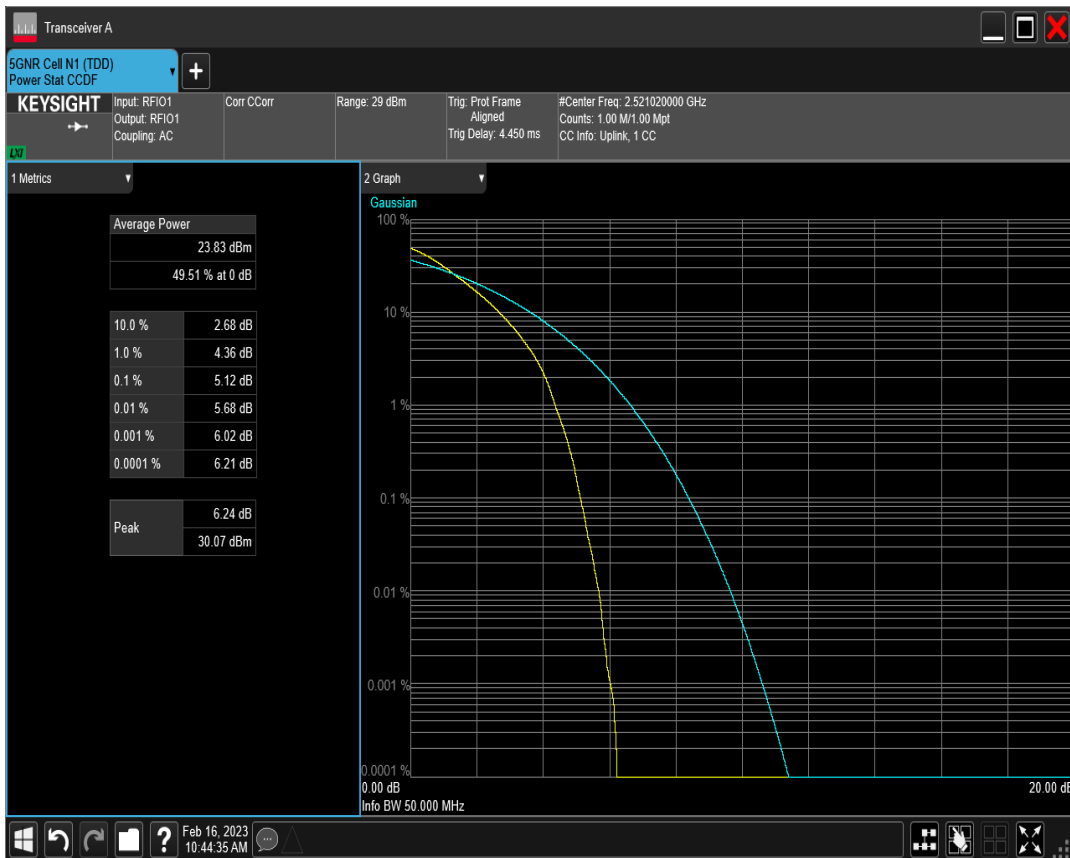 Transceiver A
5GNR Cell N1 (TDD)
Power Stat CCDF
KEYSIGHT
LXI
Input: RFIO1
Output: RFIO1
Coupling: AC
Corr CCorr
Range: 29 dBm
Trig: Prot Frame
Aligned
Trig Delay: 4.450 ms
#Center Freq: 2.521020000 GHz
Counts: 1.00 M/1.00 Mpt
CC Info: Uplink, 1 CC
1 Metrics
Average Power
23.83 dBm
49.51 % at 0 dB
10.0 % 2.68 dB
1.0 % 4.36 dB
0.1 % 5.12 dB
0.01 % 5.68 dB
0.001 % 6.02 dB
0.0001 % 6.21 dB
Peak 6.24 dB
30.07 dBm
2 Graph
Gaussian
100 %
10 %
1 %
0.1 %
0.01 %
0.001 %
0.0001 %
0.00 dB 20.00 dB
Info BW 50.000 MHz
Feb 16, 2023
10:44:35 AM